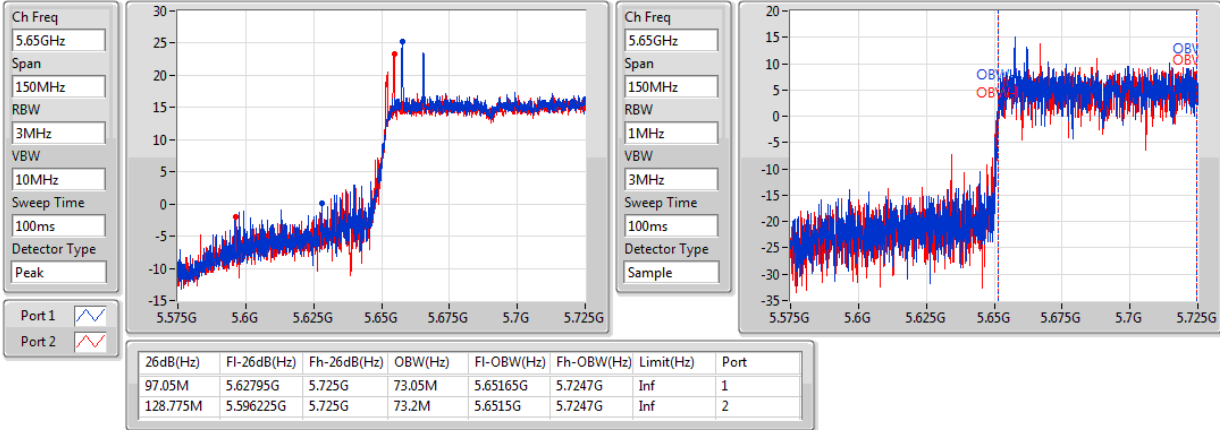 Ch Freq
5.65GHz
Span
150MHz
RBW
3MHz
VBW
10MHz
Sweep Time
100ms
Detector Type
Peak
Port 1
Port 2
30
25
20
15
10
5
0
-5
-10
-15
5.575G 5.6G 5.625G 5.65G 5.675G 5.7G 5.725G
Ch Freq
5.65GHz
Span
150MHz
RBW
1MHz
VBW
3MHz
Sweep Time
100ms
Detector Type
Sample
20
15
10
5
0
-5
-10
-15
-20
-25
-30
-35
5.575G 5.6G 5.625G 5.65G 5.675G 5.7G 5.725G
OBW
OBW
OBW
OBW
26dB(Hz) Fl-26dB(Hz) Fh-26dB(Hz) OBW(Hz) Fl-OBW(Hz) Fh-OBW(Hz) Limit(Hz) Port
97.05M 5.62795G 5.725G 73.05M 5.65165G 5.7247G Inf 1
128.775M 5.596225G 5.725G 73.2M 5.6515G 5.7247G Inf 2